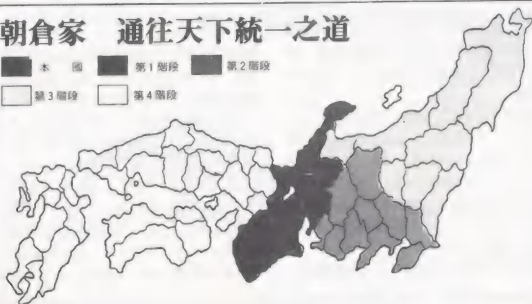 朝倉家 通往天下統一之道
本國 第1階段 第2階段
第3階段 第4階段